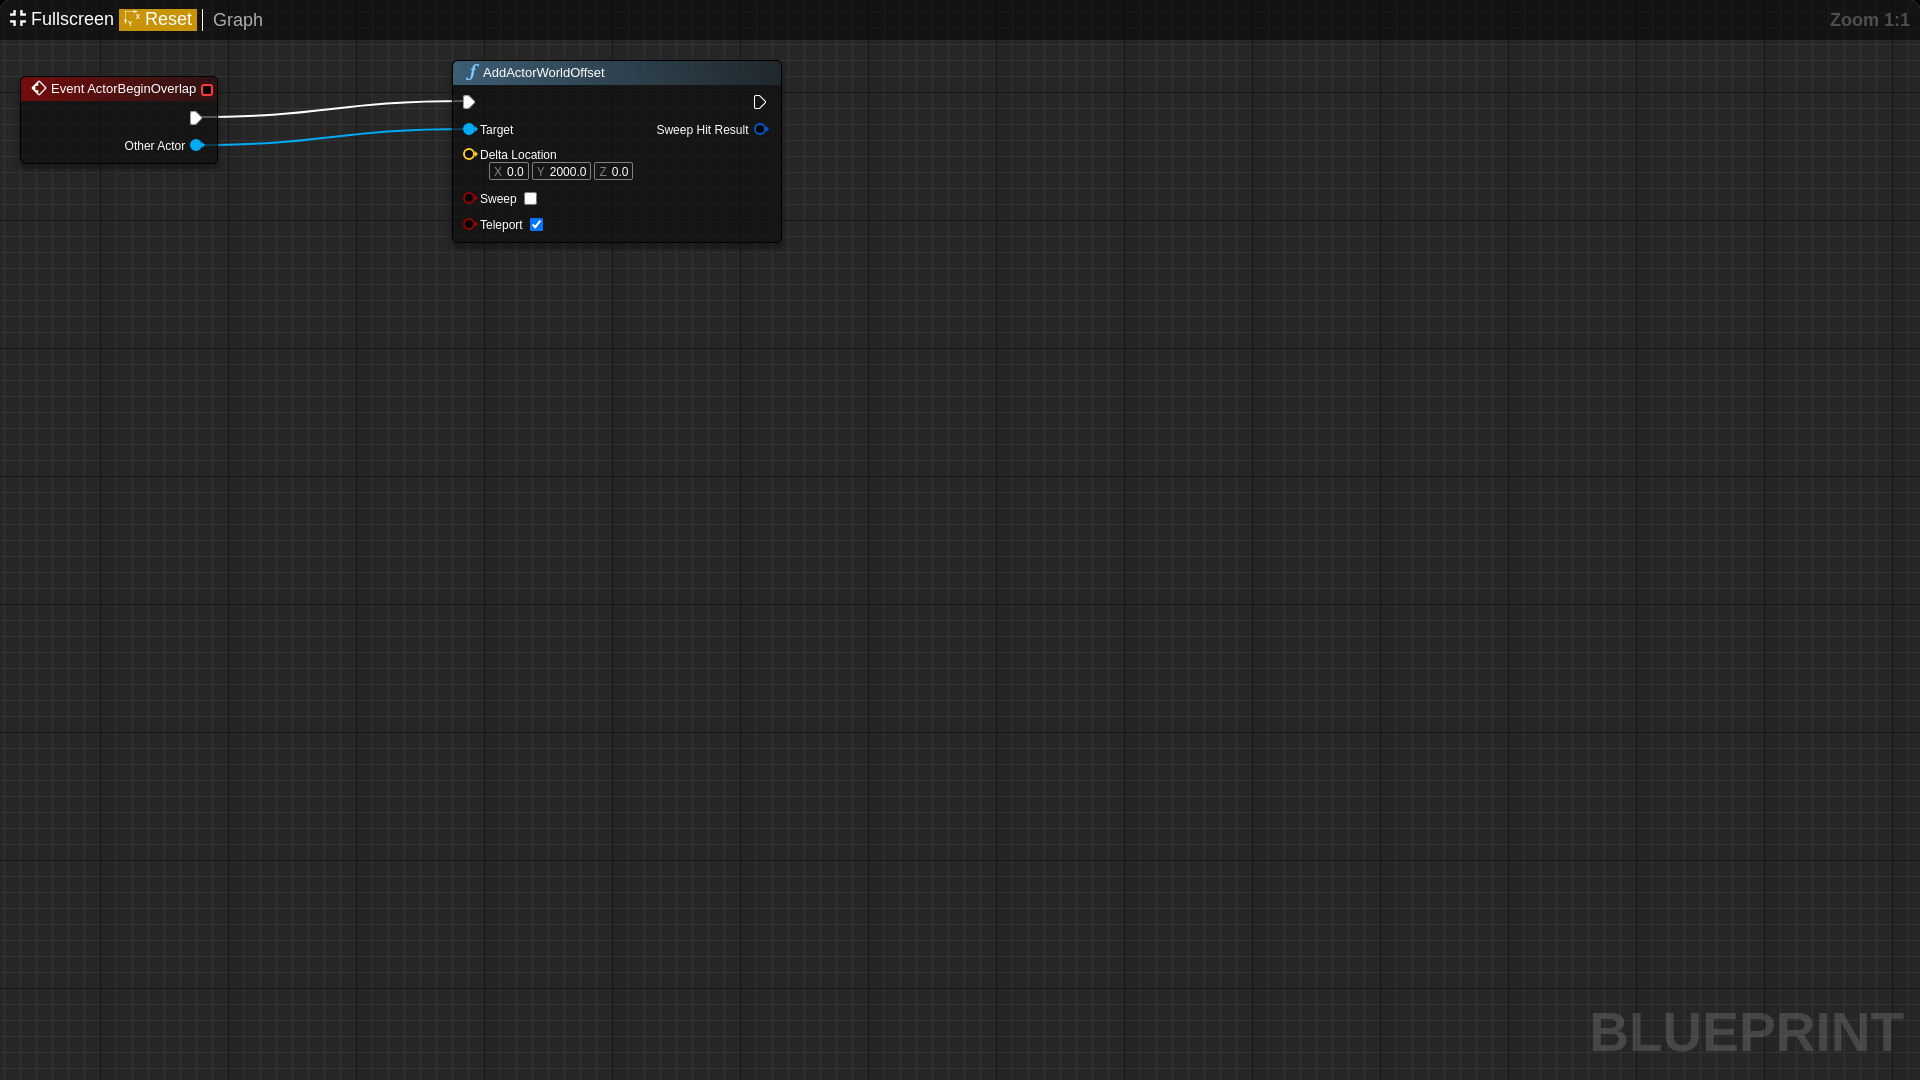 Fullscreen Reset Graph
Zoom 1:1
Event ActorBeginOverlap
Other Actor
AddActorWorldOffset
Target
Sweep Hit Result
Delta Location
X 0.0 Y 2000.0 Z 0.0
Sweep
Teleport
BLUEPRINT